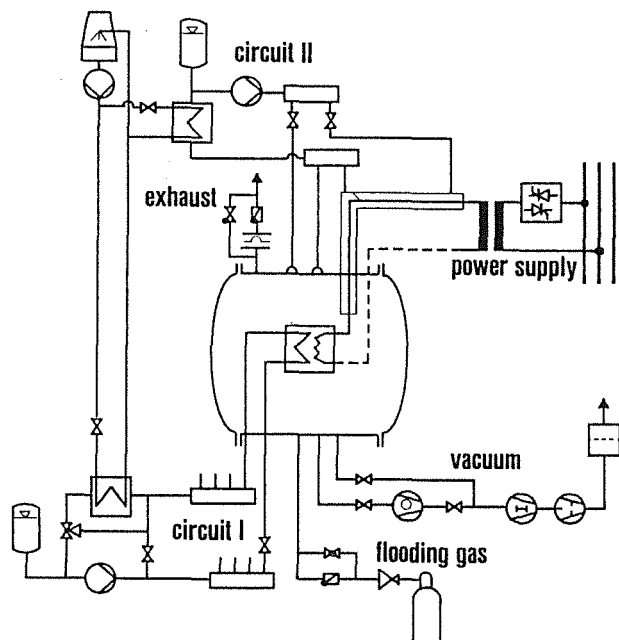 circuit II
exhaust
power supply
vacuum
circuit I
flooding gas